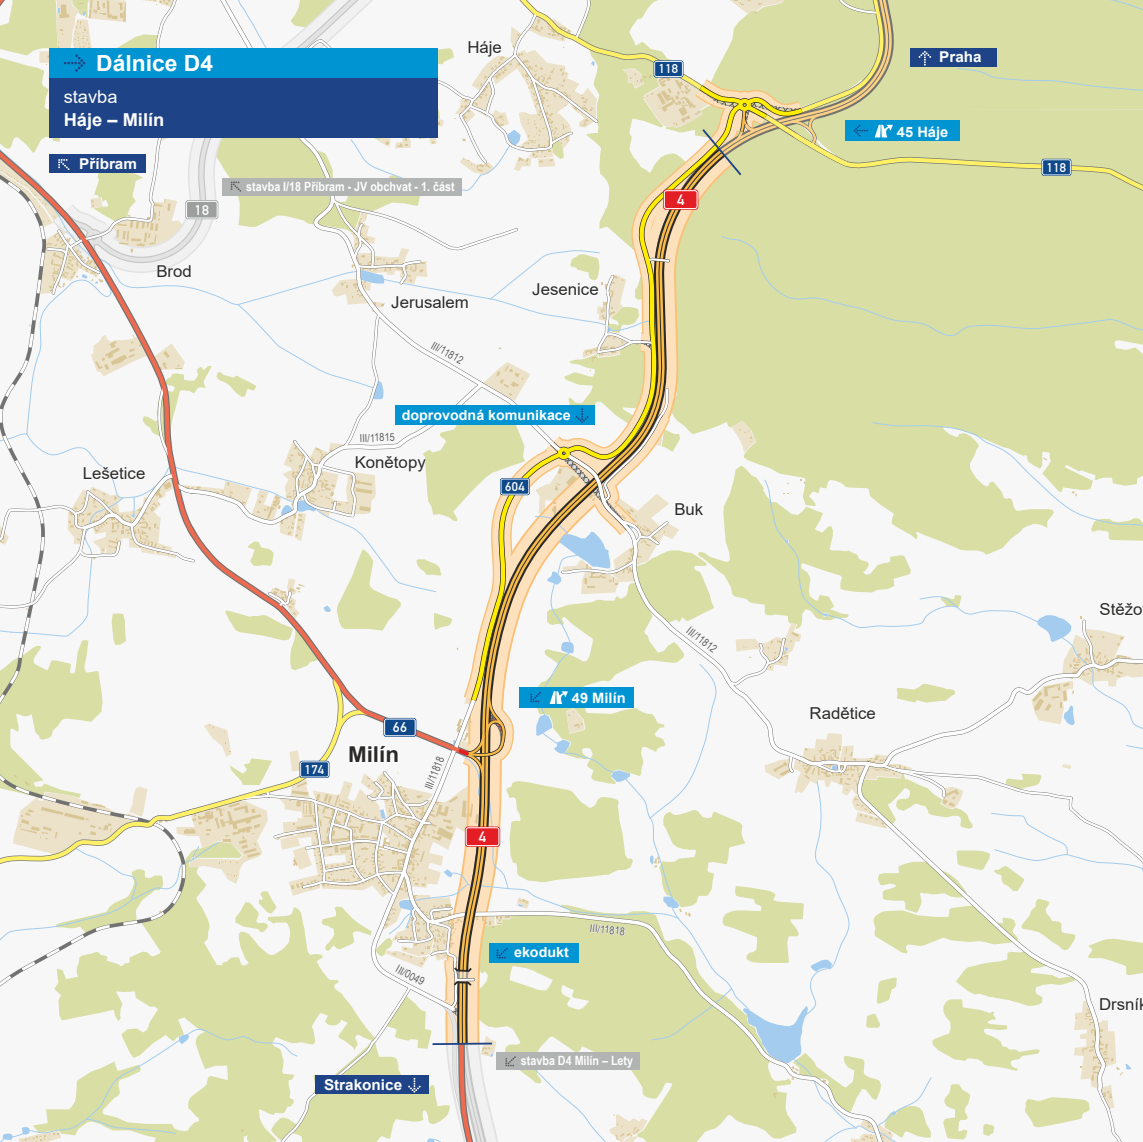 Háje
Dálnice D4
Praha
118
stavba
Háje – Milín
45 Háje
Příbram
118
stavba I/18 Příbram - JV obchvat - 1. část
4
18
Brod
Jesenice
Jerusalem
III/11812
doprovodná komunikace
III/11815
Konětopy
Lešetice
604
Buk
Stěžo
III/11812
49 Milín
Radětice
66
Milín
174
III/11818
4
III/11818
ekodukt
III/0049
Drsník
stavba D4 Milín – Lety
Strakonice